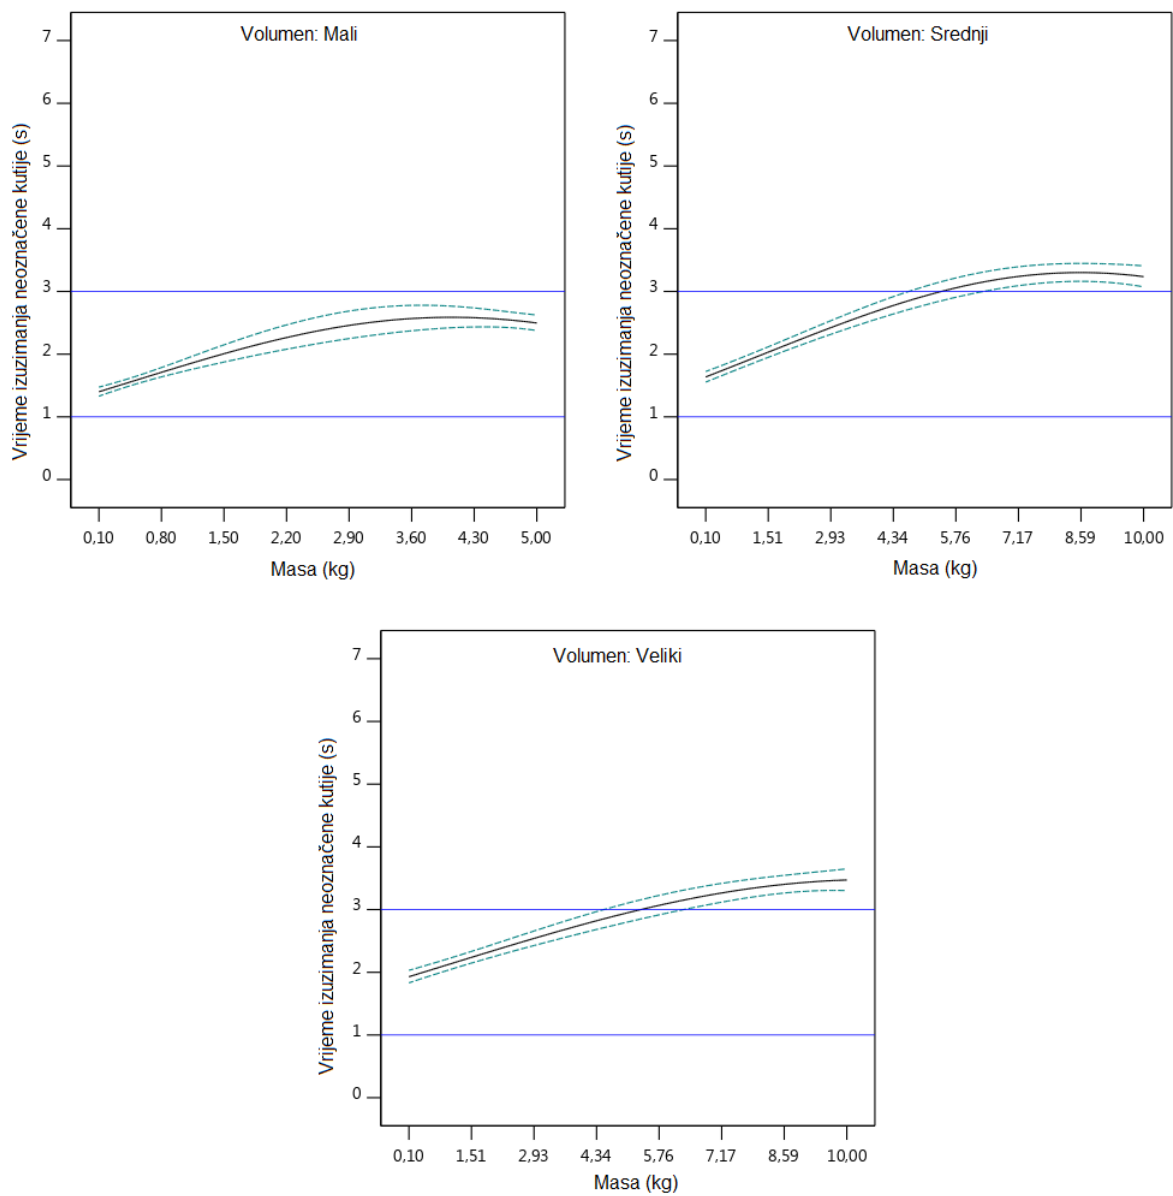 Volumen: Mali
Vrijeme izuzimanja neoznačene kutije (s)
7
6
5
4
3
2
1
0
0,10 0,80 1,50 2,20 2,90 3,60 4,30 5,00
Masa (kg)
Volumen: Srednji
Vrijeme izuzimanja neoznačene kutije (s)
7
6
5
4
3
2
1
0
0,10 1,51 2,93 4,34 5,76 7,17 8,59 10,00
Masa (kg)
Volumen: Veliki
Vrijeme izuzimanja neoznačene kutije (s)
7
6
5
4
3
2
1
0
0,10 1,51 2,93 4,34 5,76 7,17 8,59 10,00
Masa (kg)